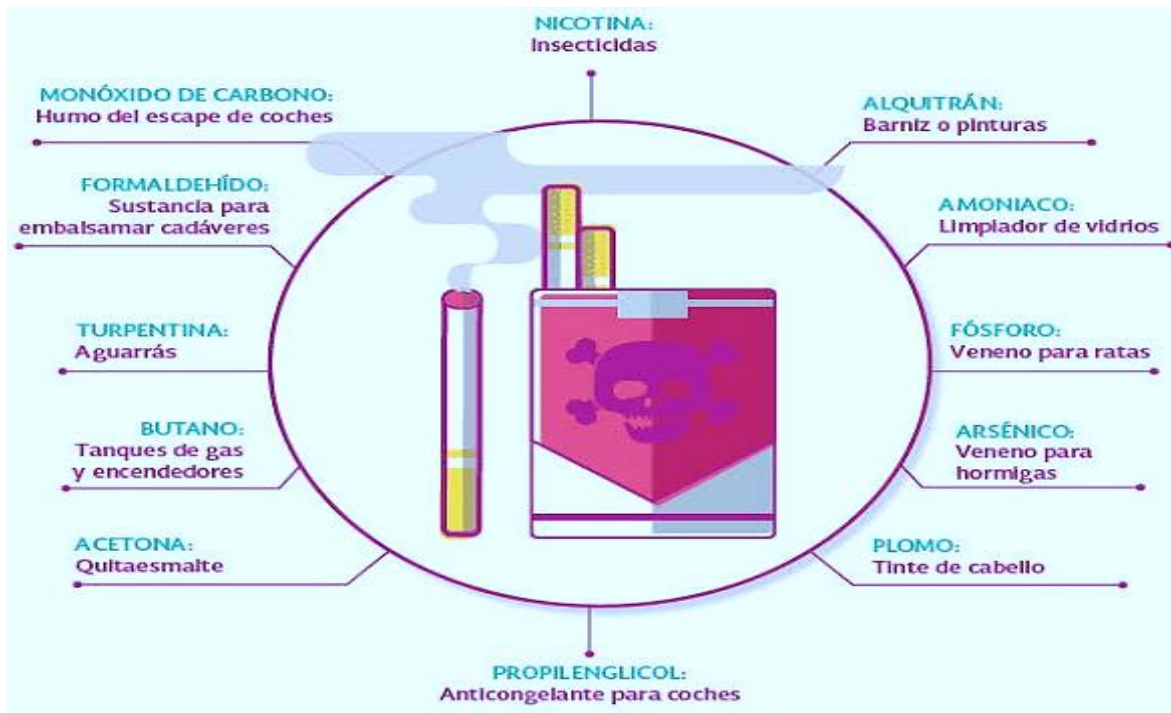 NICOTINA:
Insecticidas
MONÓXIDO DE CARBONO:
Humo del escape de coches
ALQUITRÁN:
Barniz o pinturas
FORMALDEHÍDO:
Sustancia para
embalsamar cadáveres
AMONIACO:
Limpiador de vidrios
TURPENTINA:
Aguarrás
FÓSFORO:
Veneno para ratas
BUTANO:
Tanques de gas
y encendedores
ARSÉNICO:
Veneno para
hormigas
ACETONA:
Quitaesmalte
PLOMO:
Tinte de cabello
PROPILENGLICOL:
Anticongelante para coches